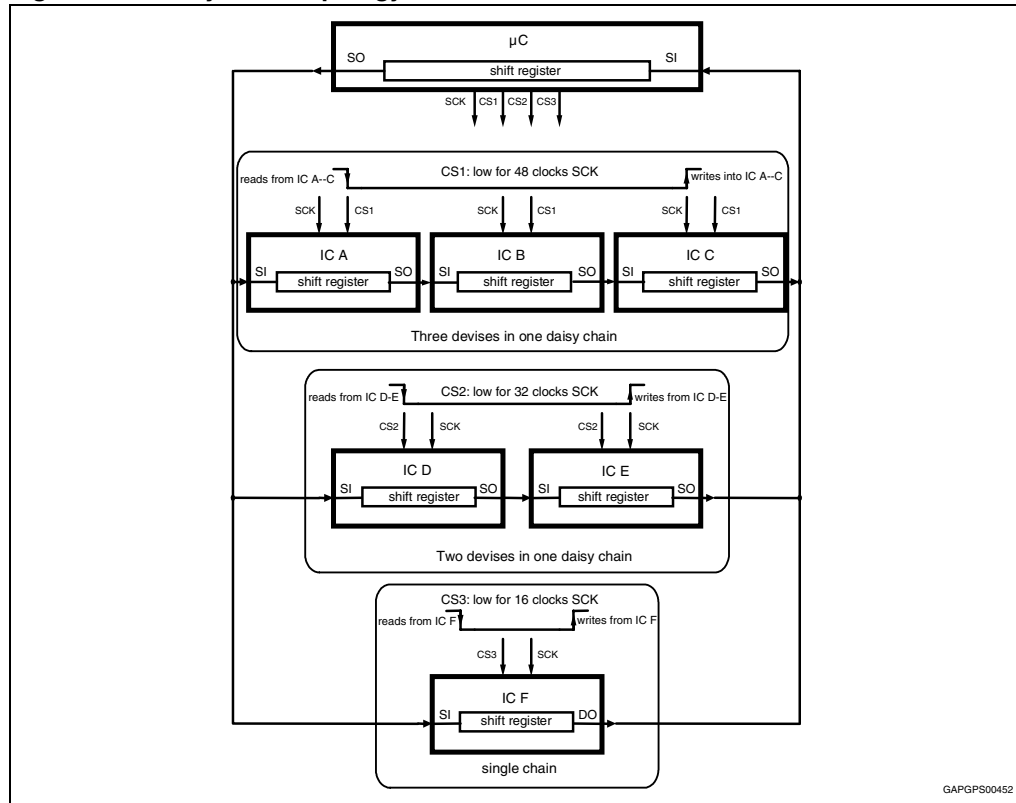 µC
SO
shift register
SI
SCK
CS1
CS2
CS3
CS1: low for 48 clocks SCK
reads from IC A--C
writes into IC A--C
SCK
CS1
SCK
CS1
SCK
CS1
IC A
IC B
IC C
SI
shift register
SO
SI
shift register
SO
SI
shift register
SO
Three devises in one daisy chain
CS2: low for 32 clocks SCK
reads from IC D-E
writes from IC D-E
CS2
SCK
CS2
SCK
IC D
IC E
SI
shift register
SO
SI
shift register
SO
Two devises in one daisy chain
CS3: low for 16 clocks SCK
reads from IC F
writes from IC F
CS3
SCK
IC F
SI
shift register
DO
single chain
GAPGPS00452